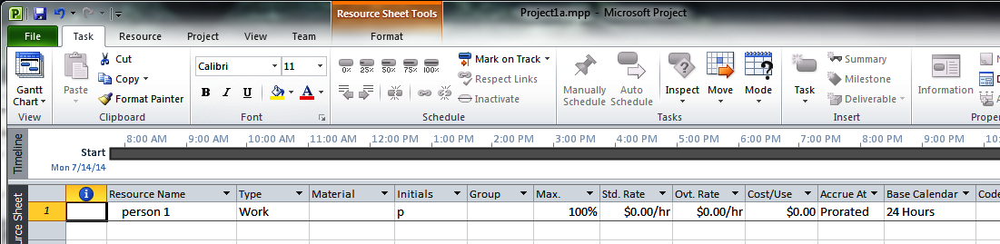 Resource Sheet Tools
Project1a.mpp - Microsoft Project
File Task Resource Project Work View Team Format
Gantt Chart
View
Paste
Cut
Copy
Format Painter
Clipboard
Calibri 11
B I U A
Font
0% 25% 50% 75% 100%
Mark on Track
Respect Links
Inactivate
Schedule
Manually Schedule
Auto Schedule
Inspect
Move
Mode
Tasks
Task
Summary
Milestone
Deliverable
Insert
Information
N
D
A
Proper
Timeline
8:00 AM 9:00 AM 10:00 AM 11:00 AM 12:00 PM 1:00 PM 2:00 PM 3:00 PM 4:00 PM 5:00 PM 6:00 PM 7:00 PM 8:00 PM 9:00 PM 10:
Start
Mon 7/14/14
urce Sheet
Resource Name Type Material Initials Group Max. Std. Rate Ovt. Rate Cost/Use Accrue At Base Calendar Code
1 person 1 Work p 100% $0.00/hr $0.00/hr $0.00 Prorated 24 Hours